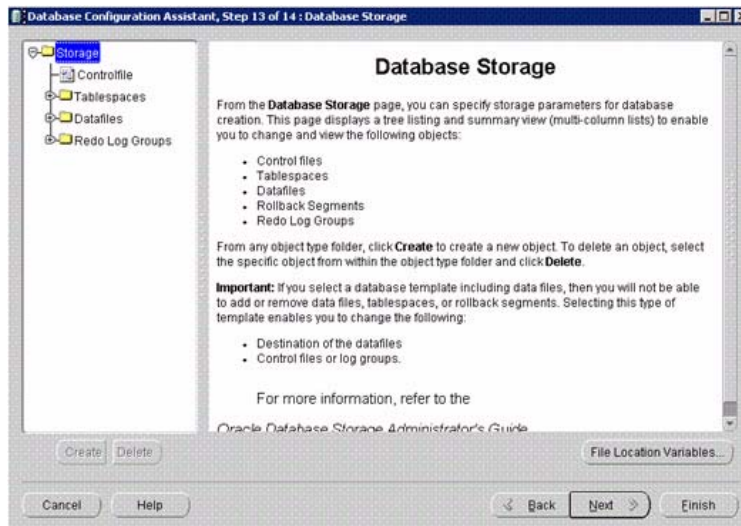 Database Configuration Assistant, Step 13 of 14 : Database Storage
Storage
Controlfile
Tablespaces
Datafiles
Redo Log Groups
Database Storage
From the Database Storage page, you can specify storage parameters for database
creation. This page displays a tree listing and summary view (multi-column lists) to enable
you to change and view the following objects:
• Control files
• Tablespaces
• Datafiles
• Rollback Segments
• Redo Log Groups
From any object type folder, click Create to create a new object. To delete an object, select
the specific object from within the object type folder and click Delete.
Important: If you select a database template including data files, then you will not be able
to add or remove data files, tablespaces, or rollback segments. Selecting this type of
template enables you to change the following:
• Destination of the datafiles
• Control files or log groups.
For more information, refer to the
Oracle Database Storage Administrator's Guide
Create Delete File Location Variables...
Cancel Help Back Next Finish